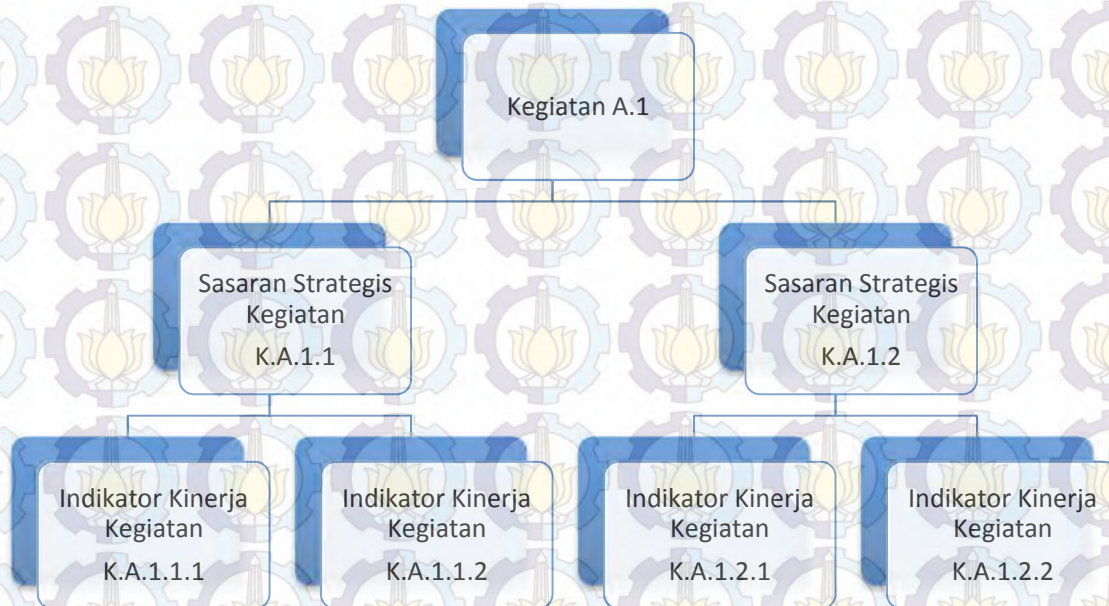 Kegiatan A.1
Sasaran Strategis
Kegiatan
K.A.1.1
Sasaran Strategis
Kegiatan
K.A.1.2
Indikator Kinerja
Kegiatan
K.A.1.1.1
Indikator Kinerja
Kegiatan
K.A.1.1.2
Indikator Kinerja
Kegiatan
K.A.1.2.1
Indikator Kinerja
Kegiatan
K.A.1.2.2